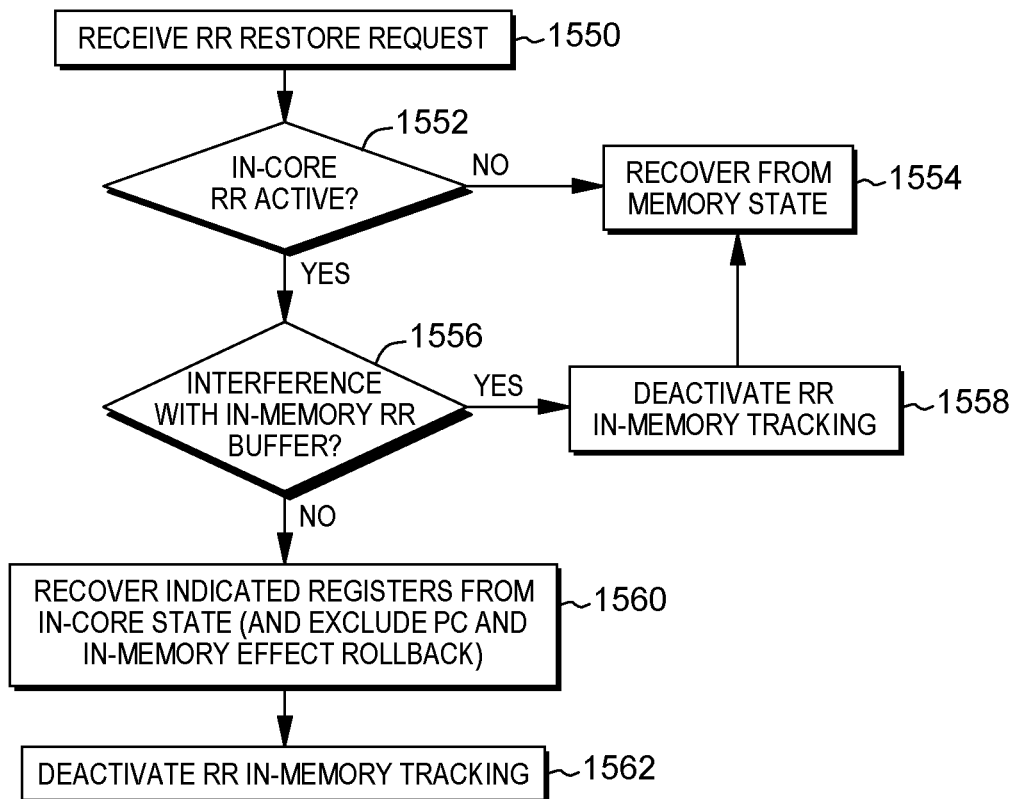 RECEIVE RR RESTORE REQUEST
1550
1552
IN-CORE
RR ACTIVE?
NO
RECOVER FROM
MEMORY STATE
1554
YES
1556
INTERFERENCE
WITH IN-MEMORY RR
BUFFER?
YES
DEACTIVATE RR
IN-MEMORY TRACKING
1558
NO
RECOVER INDICATED REGISTERS FROM
IN-CORE STATE (AND EXCLUDE PC AND
IN-MEMORY EFFECT ROLLBACK)
1560
DEACTIVATE RR IN-MEMORY TRACKING
1562